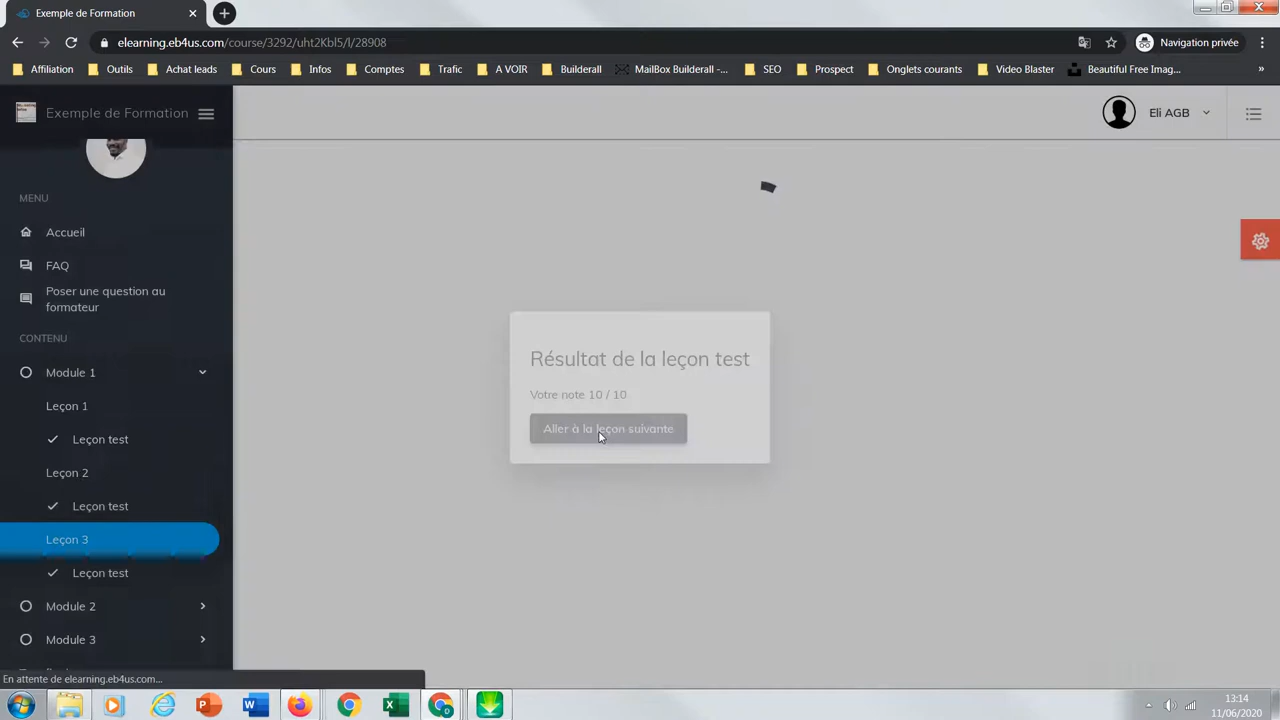 Exemple de Formation
elearning.eb4us.com/course/3292/uht2Kbl5/l/28908
Navigation privée
Affiliation
Outils
Achat leads
Cours
Infos
Comptes
Trafic
A VOIR
Builderall
MailBox Builderall -...
SEO
Prospect
Onglets courants
Video Blaster
Beautiful Free Imag...
»
Exemple de Formation
Eli AGB
MENU
Accueil
FAQ
Poser une question au
formateur
CONTENU
Module 1
Leçon 1
Leçon test
Leçon 2
Leçon test
Leçon 3
Leçon test
Module 2
Module 3
Résultat de la leçon test
Votre note 10 / 10
Aller à la leçon suivante
En attente de elearning.eb4us.com...
13:14
11/06/2020